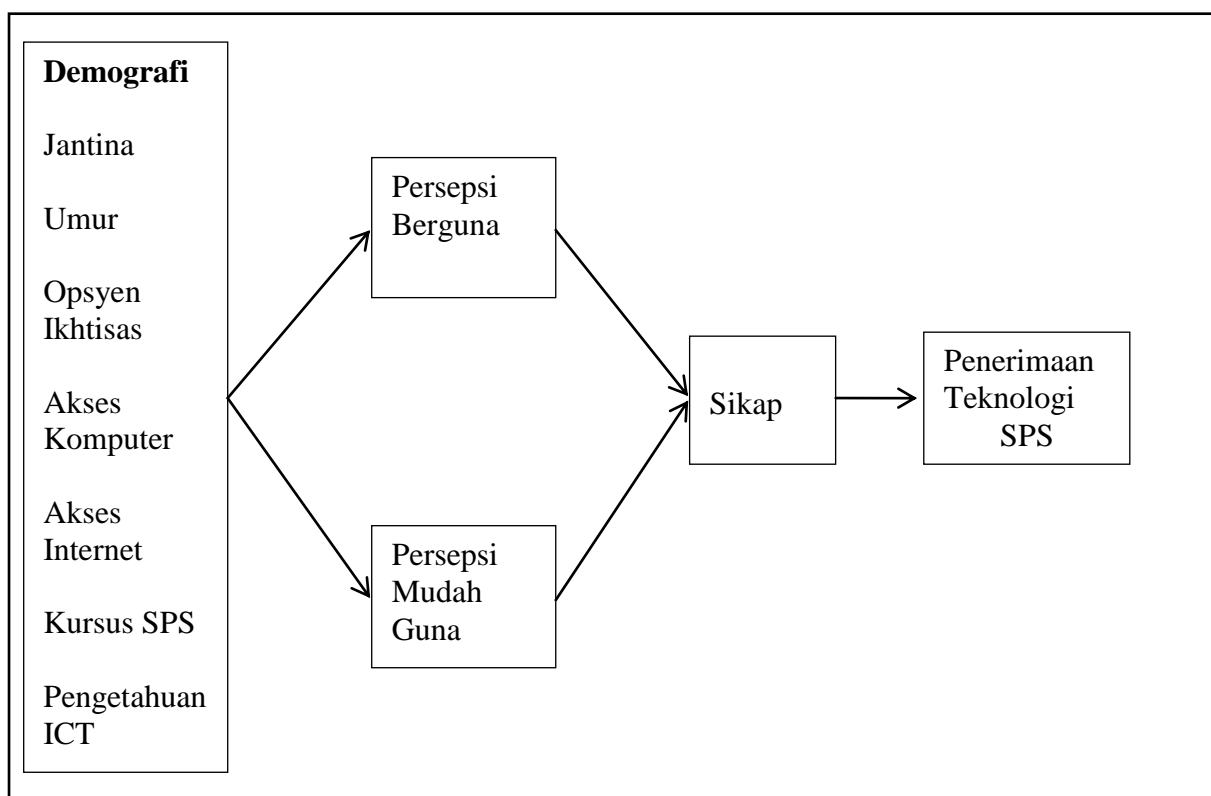 Demografi
Jantina
Umur
Opsyen
Ikhtisas
Akses
Komputer
Akses
Internet
Kursus SPS
Pengetahuan
ICT
Persepsi
Berguna
Persepsi
Mudah
Guna
Sikap
Penerimaan
Teknologi
SPS